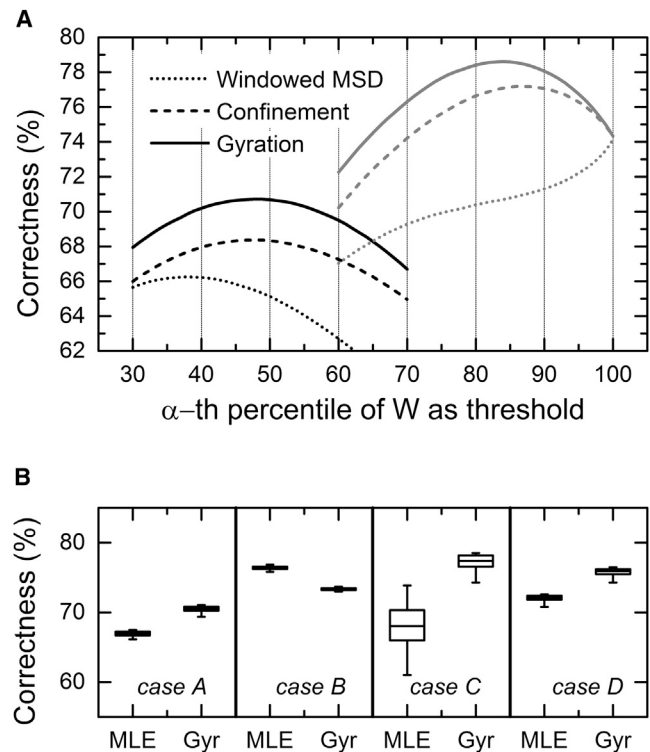 A
Correctness (%)
80
78
76
74
72
70
68
66
64
62
Windowed MSD
Confinement
Gyration
30 40 50 60 70 80 90 100
α–th percentile of W as threshold
B
Correctness (%)
80
70
60
case A case B case C case D
MLE Gyr MLE Gyr MLE Gyr MLE Gyr